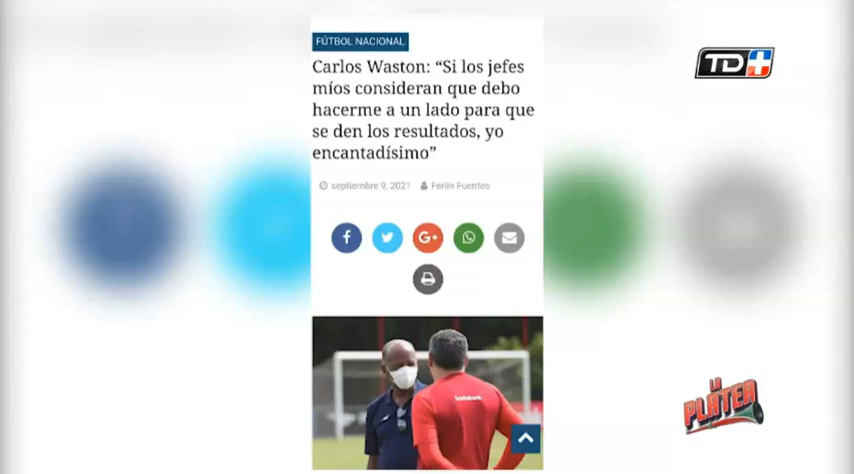 FÚTBOL NACIONAL
Carlos Waston: “Si los jefes
míos consideran que debo
hacerme a un lado para que
se den los resultados, yo
encantadísimo”
septiembre 9, 2021 Ferlin Fuentes
TD+
LA
PLATEA
Scotiabank